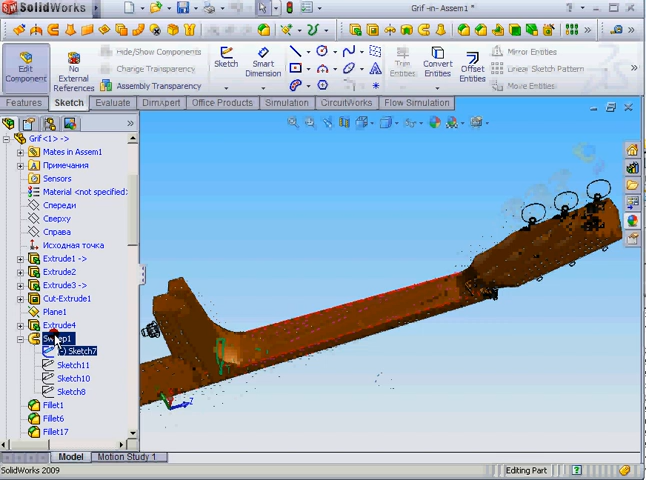 SolidWorks
Grif -in- Assem1 *
Edit Component
No External References
Hide/Show Components
Change Transparency
Assembly Transparency
Sketch
Smart Dimension
Trim Entities
Convert Entities
Offset Entities
Mirror Entities
Linear Sketch Pattern
Move Entities
Features
Sketch
Evaluate
DimXpert
Office Products
Simulation
CircuitWorks
Flow Simulation
Grif<1> ->
Mates in Assem1
Примечания
Sensors
Material <not specified:
Спереди
Сверху
Справа
Исходная точка
Extrude1 ->
Extrude2
Extrude3 ->
Cut-Extrude1
Plane1
Extrude4
Sweep1
(-) Sketch7
Sketch11
Sketch10
Sketch8
Fillet1
Fillet6
Fillet17
Z
Model
Motion Study 1
SolidWorks 2009
Editing Part